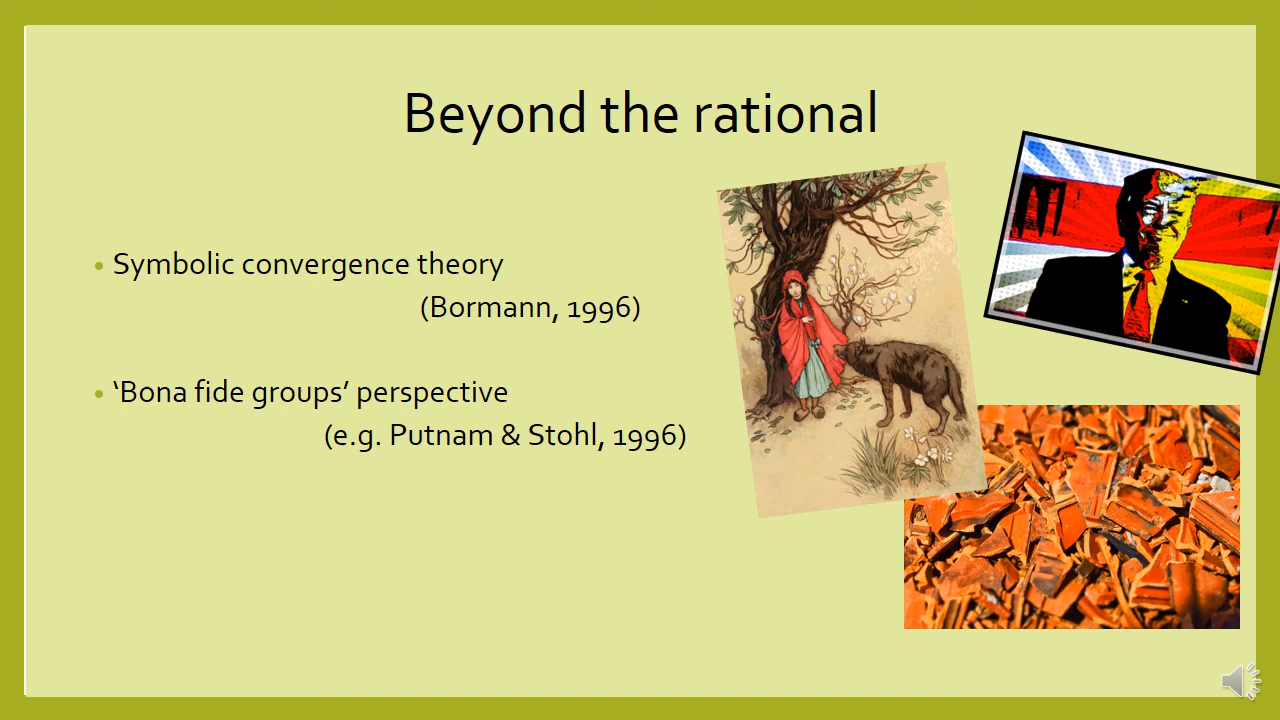 Beyond the rational
• Symbolic convergence theory
(Bormann, 1996)
• ‘Bona fide groups’ perspective
(e.g. Putnam & Stohl, 1996)